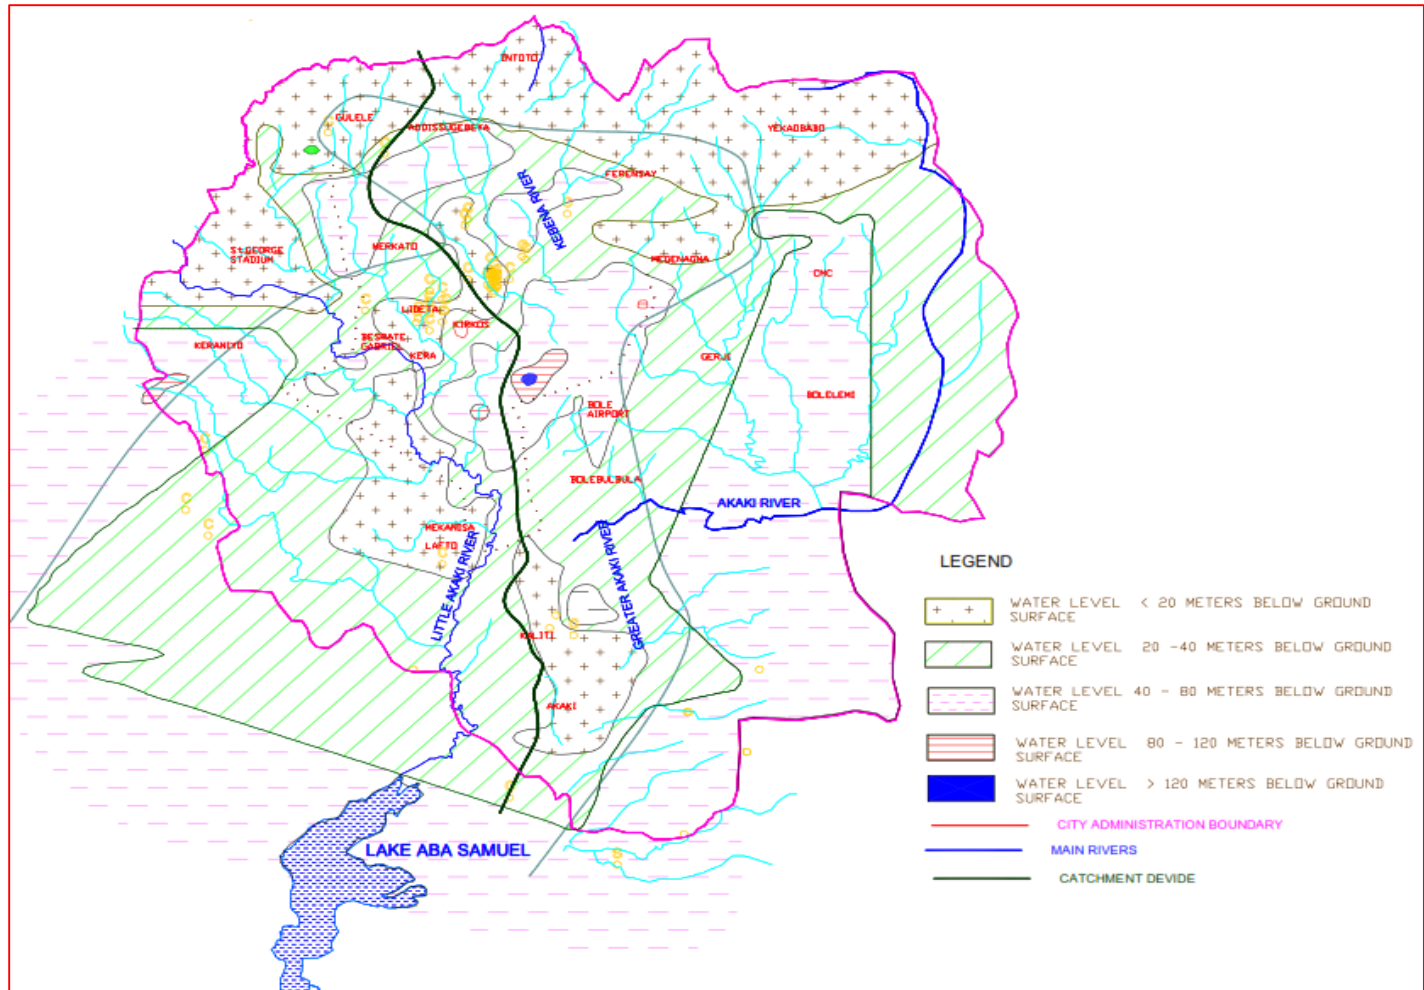 ENTOTO
GULELE
ADDISSUGEBEYA
YEKAOBABO
FERENSAY
KEBENA RIVER
MERKATO
St.GEORGE
STADIUM
MEGENAGNA
CMC
LIDETA
KIRKOS
BESRATE
GABRIEL
KERA
KERANIYO
GERJI
BOLELEMI
BOLE
AIRPORT
BOLEBULBULA
AKAKI RIVER
MEKANISA
LAFTO
LITTLE AKAKI RIVER
GREATER AKAKI RIVER
KALITI
AKAKI
LAKE ABA SAMUEL
LEGEND
WATER LEVEL < 20 METERS BELOW GROUND
SURFACE
WATER LEVEL 20 -40 METERS BELOW GROUND
SURFACE
WATER LEVEL 40 - 80 METERS BELOW GROUND
SURFACE
WATER LEVEL 80 - 120 METERS BELOW GROUND
SURFACE
WATER LEVEL > 120 METERS BELOW GROUND
SURFACE
CITY ADMINISTRATION BOUNDARY
MAIN RIVERS
CATCHMENT DEVIDE